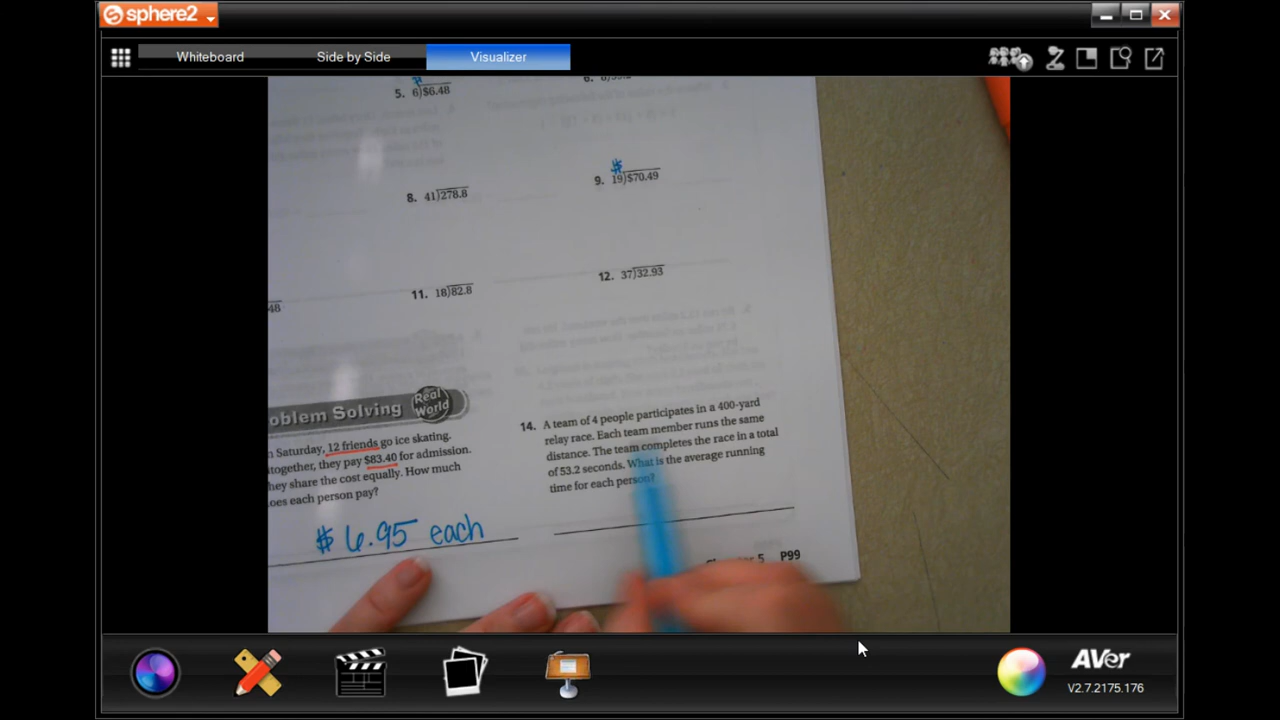 sphere2
Whiteboard
Side by Side
Visualizer
5. 6)$6.48
$
9. 19)$70.49
8. 41)278.8
12. 37)32.93
11. 18)82.8
48
oblem Solving
Real
World
Saturday, 12 friends go ice skating.
together, they pay $83.40 for admission.
hey share the cost equally. How much
oes each person pay?
$6.95 each
14. A team of 4 people participates in a 400-yard
relay race. Each team member runs the same
distance. The team completes the race in a total
of 53.2 seconds. What is the average running
time for each person?
5 P99
AVer
V2.7.2175.176